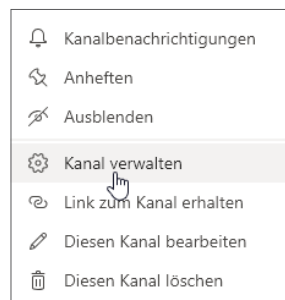 Kanalbenachrichtigungen
Anheften
Ausblenden
Kanal verwalten
Link zum Kanal erhalten
Diesen Kanal bearbeiten
Diesen Kanal löschen